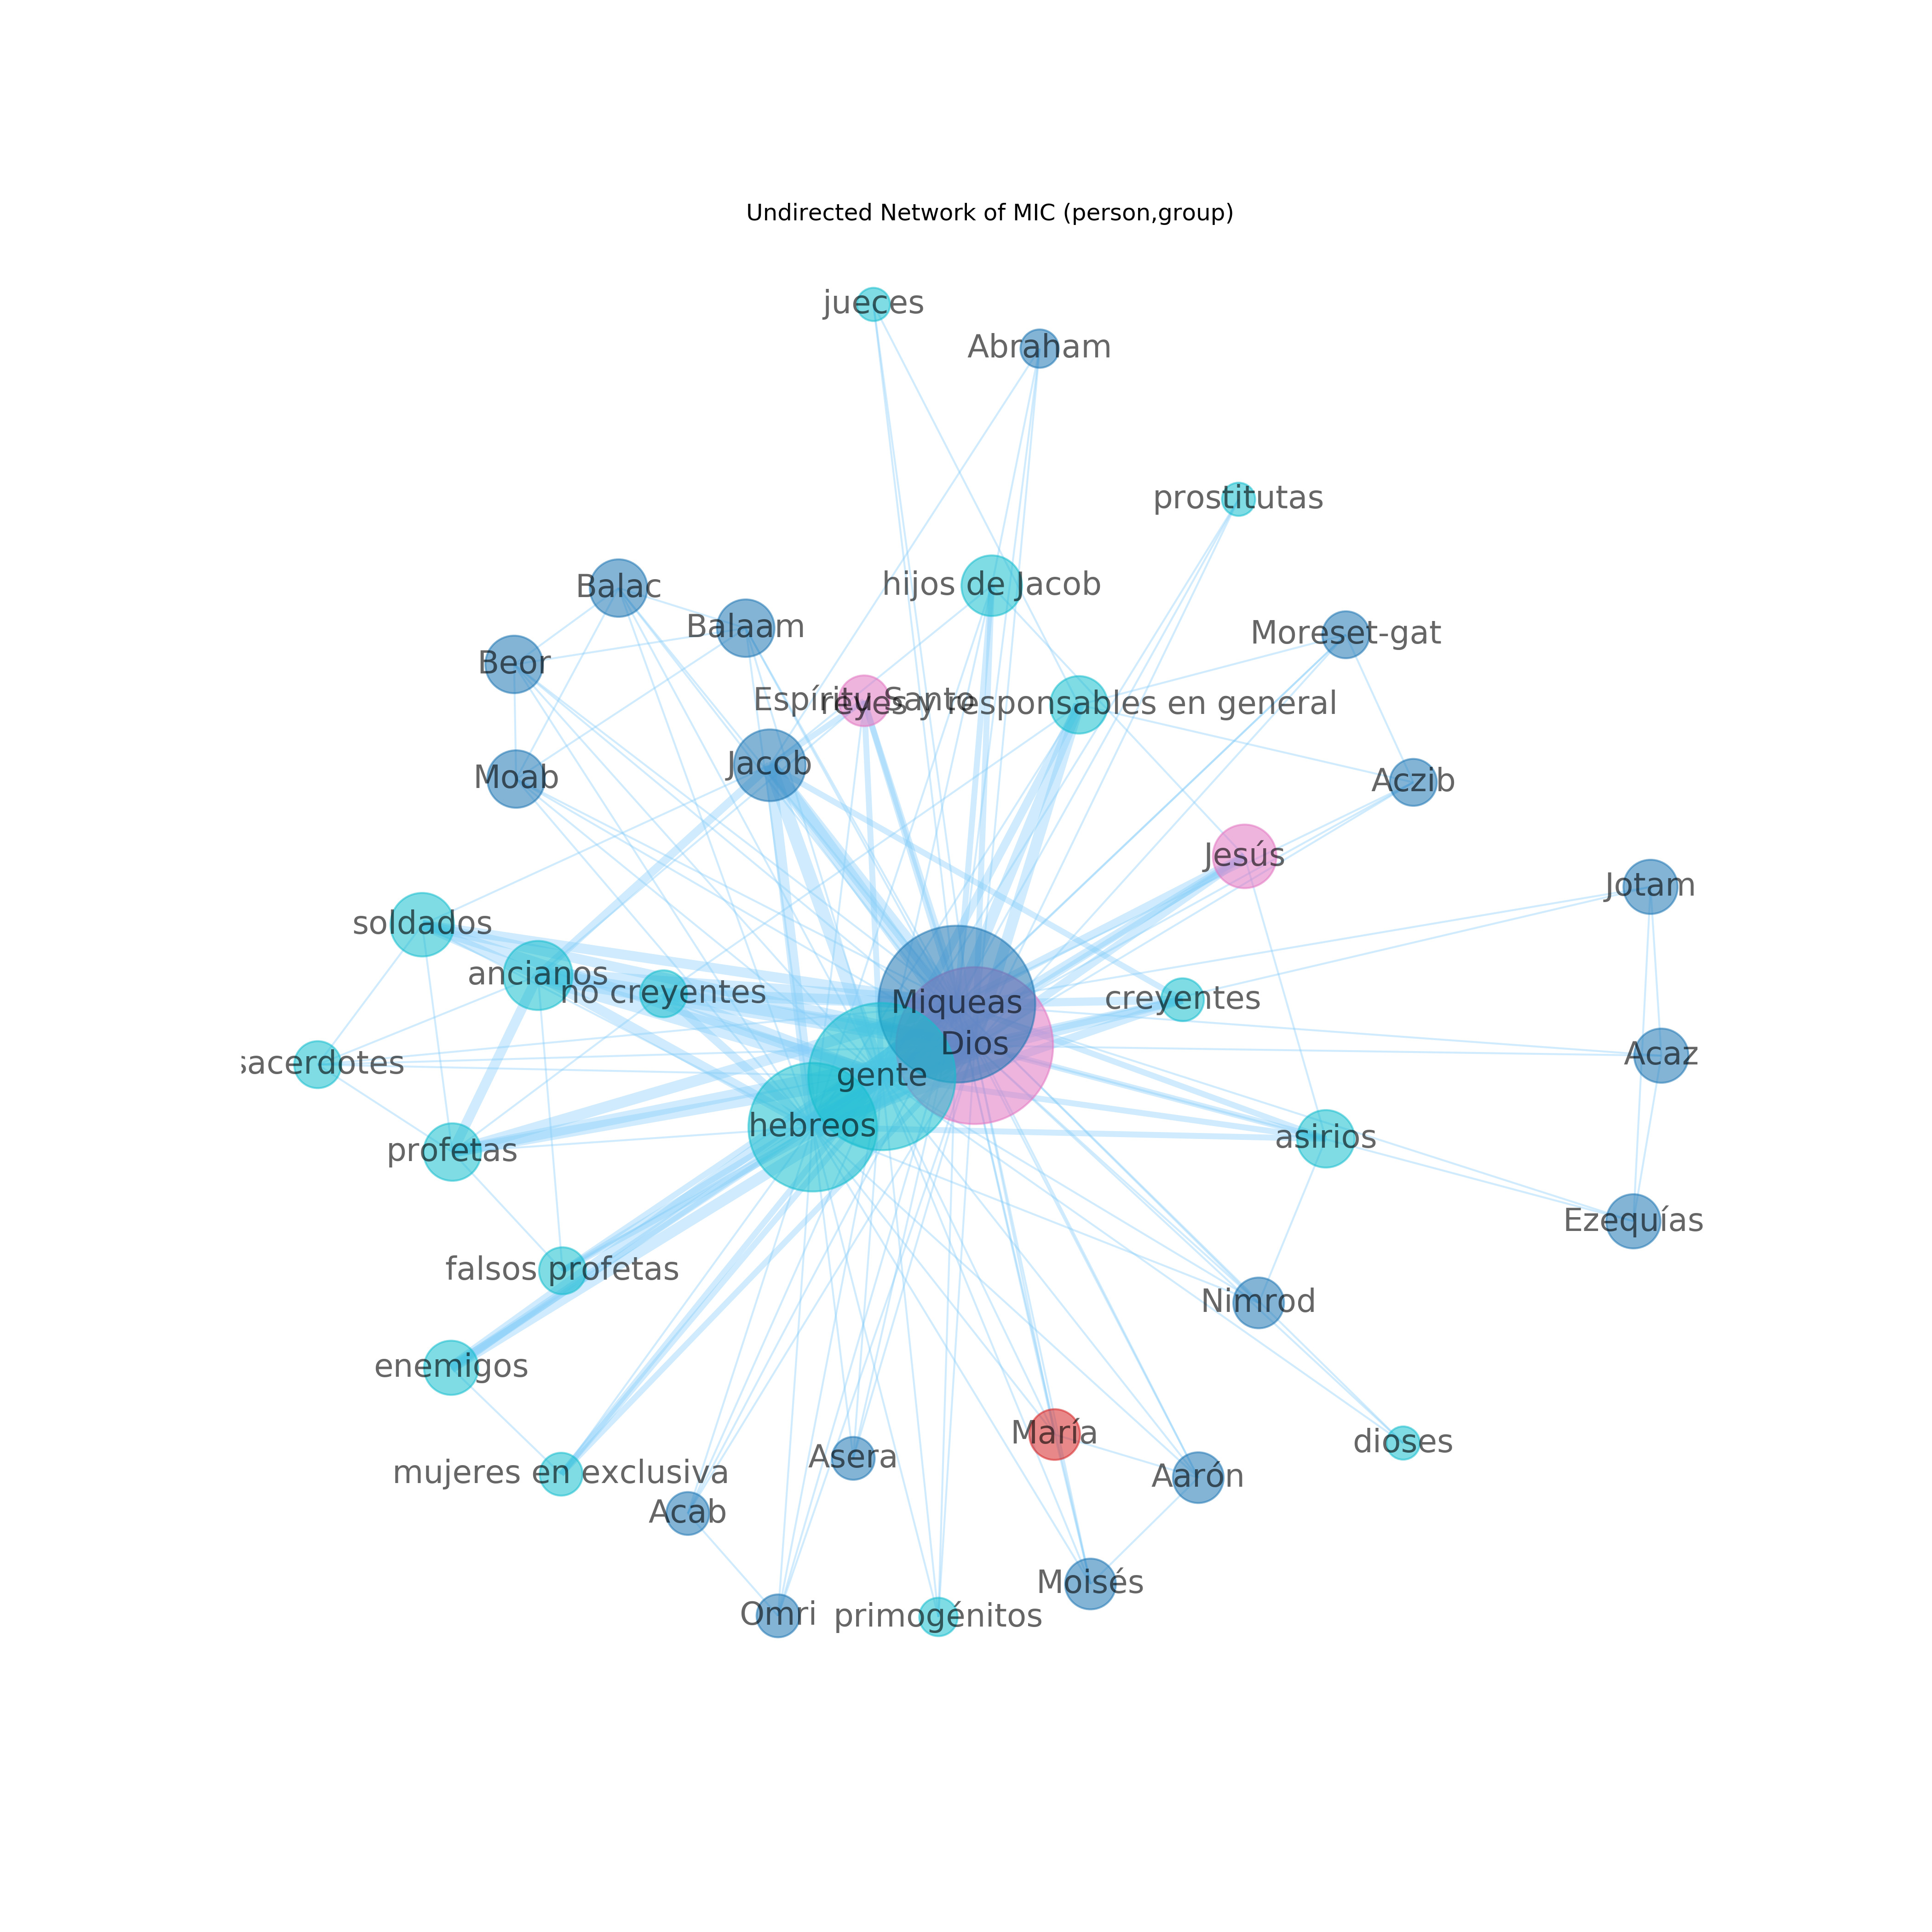 Undirected Network of MIC (person,group)
jueces
Abraham
prostitutas
hijos de Jacob
Balac
Balaam
Moreset-gat
Beor
Espíritu Santo
reyes y responsables en general
Jacob
Moab
Aczib
Jesús
Jotam
soldados
ancianos
no creyentes
Miqueas
creyentes
Dios
Acaz
sacerdotes
gente
hebreos
asirios
profetas
Ezequías
falsos profetas
Nimrod
enemigos
María
dioses
Asera
mujeres en exclusiva
Aarón
Acab
Moisés
Omri
primogénitos